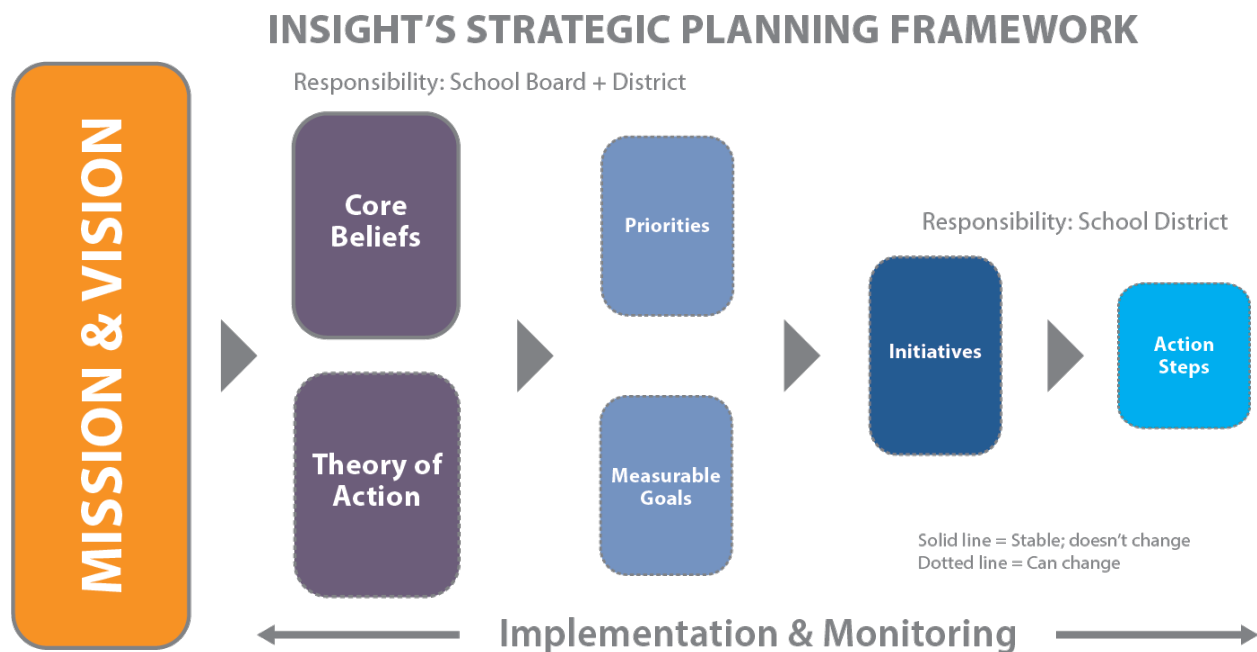 INSIGHT'S STRATEGIC PLANNING FRAMEWORK
MISSION & VISION
Responsibility: School Board + District
Core
Beliefs
Theory of
Action
Priorities
Measurable
Goals
Responsibility: School District
Initiatives
Action
Steps
Solid line = Stable; doesn't change
Dotted line = Can change
Implementation & Monitoring